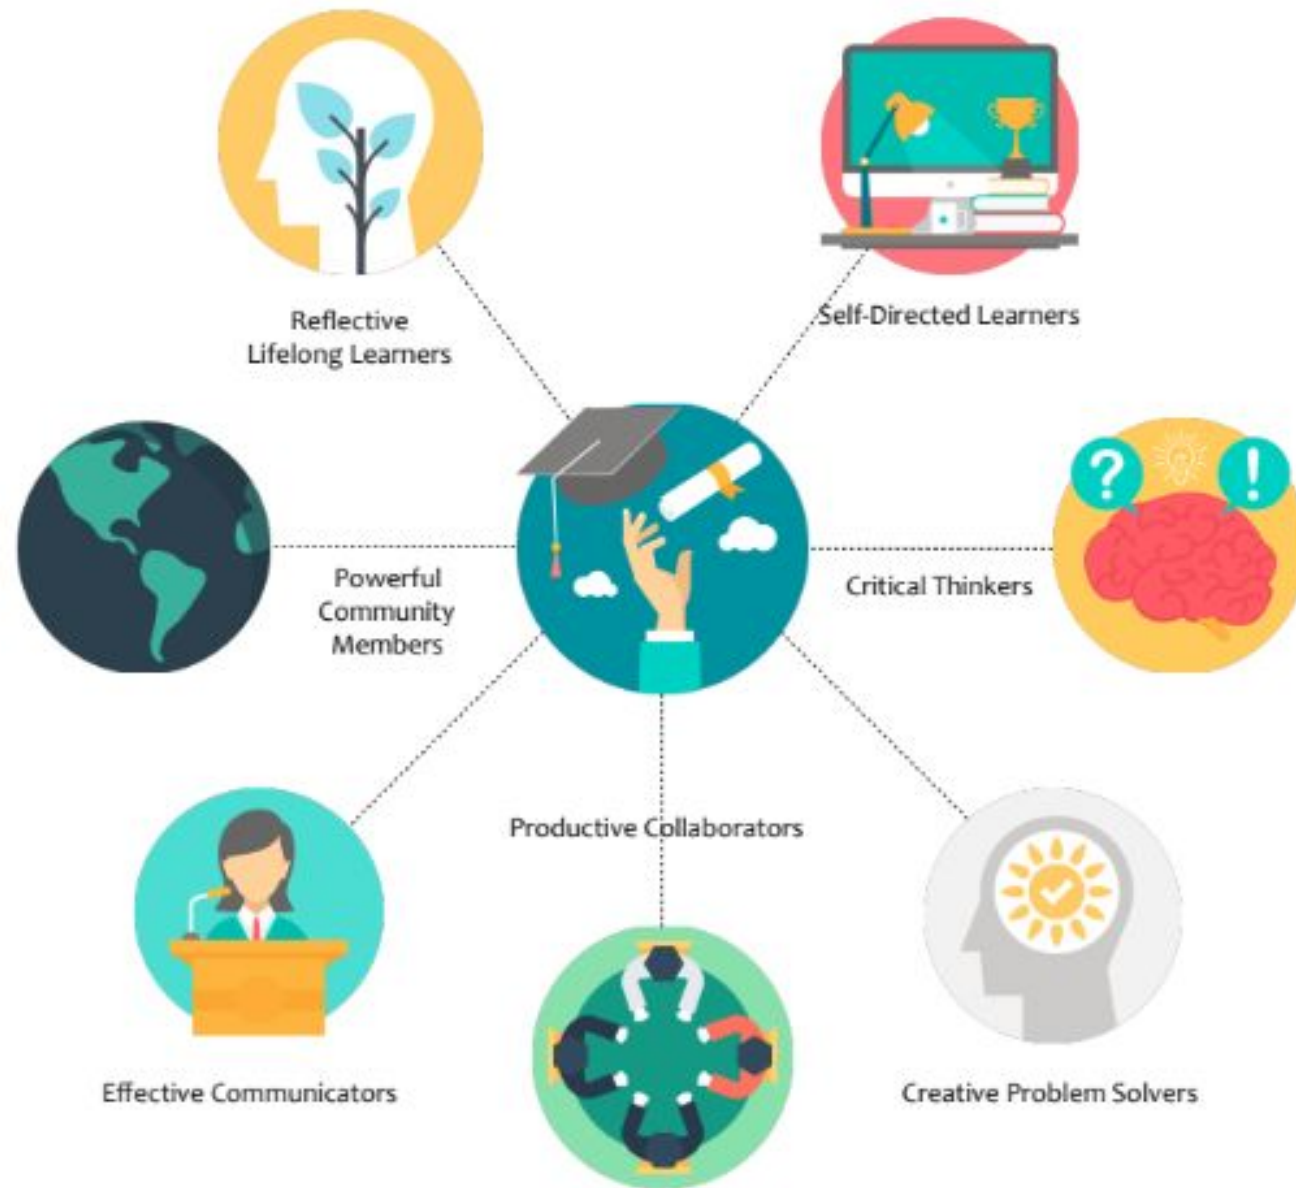 Reflective
Lifelong Learners
Self-Directed Learners
?
!
Powerful
Community
Members
Critical Thinkers
Productive Collaborators
Effective Communicators
Creative Problem Solvers